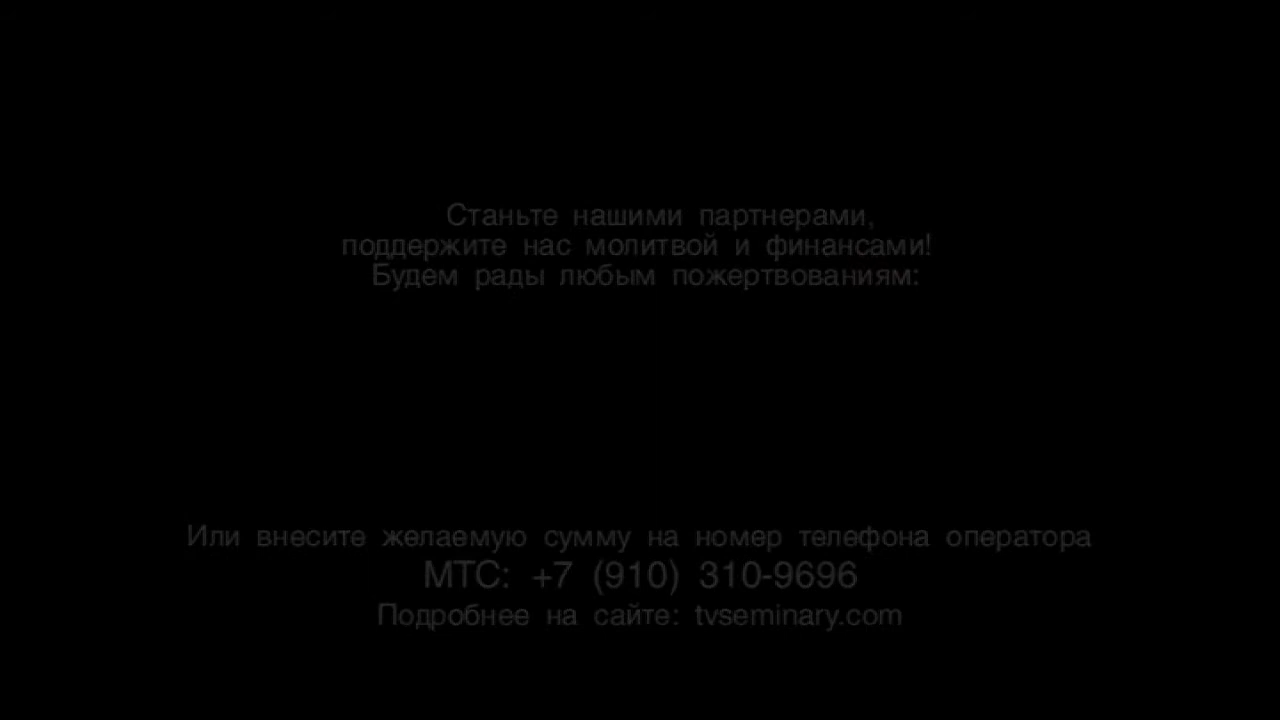 Станьте нашими партнерами,
поддержите нас молитвой и финансами!
Будем рады любым пожертвованиям:
Или внесите желаемую сумму на номер телефона оператора
МТС: +7 (910) 310-9696
Подробнее на сайте: tvseminary.com